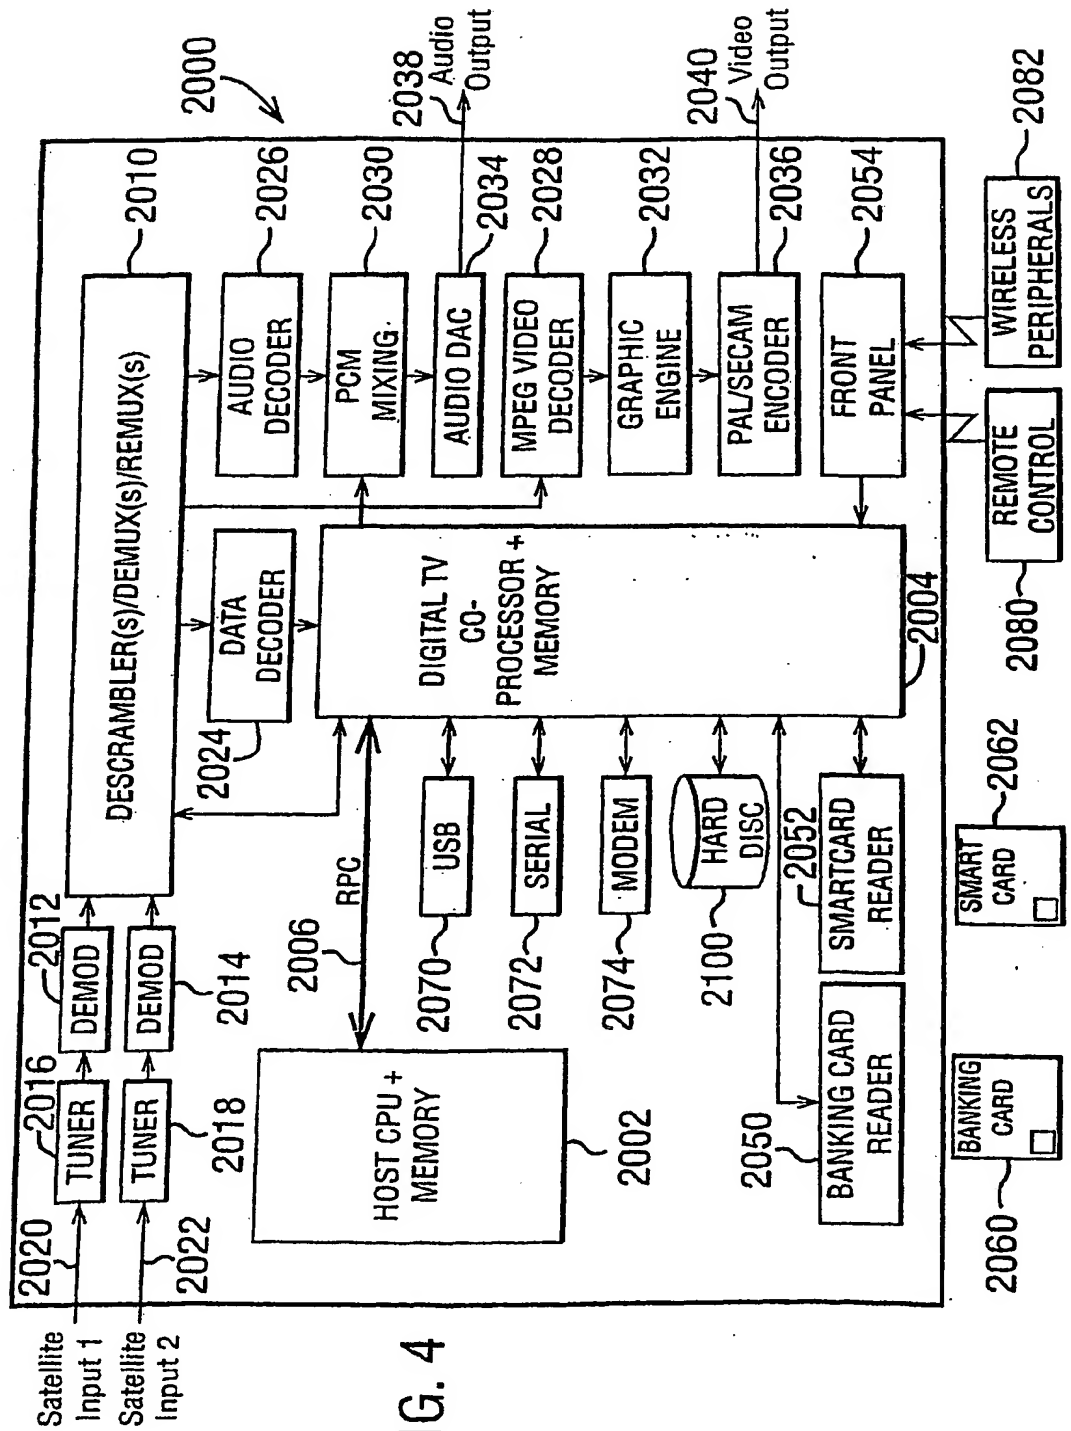 2000
Satellite
Input 1
2020
TUNER
2016
DEMOD
2012
Satellite
Input 2
2022
TUNER
2018
DEMOD
2014
DESCRAMBLER(s)/DEMUX(s)/REMUX(s)
2010
DATA
DECODER
2024
AUDIO
DECODER
2026
PCM
MIXING
2030
AUDIO DAC
2034
2038
Audio
Output
MPEG VIDEO
DECODER
2028
GRAPHIC
ENGINE
2032
PAL/SECAM
ENCODER
2036
2040
Video
Output
FRONT
PANEL
2054
HOST CPU +
MEMORY
2002
RPC
2006
DIGITAL TV
CO-
PROCESSOR +
MEMORY
2004
USB
2070
SERIAL
2072
MODEM
2074
HARD
DISC
2100
BANKING CARD
READER
2050
SMARTCARD
READER
2052
BANKING
CARD
2060
SMART
CARD
2062
REMOTE
CONTROL
2080
WIRELESS
PERIPHERALS
2082
G. 4